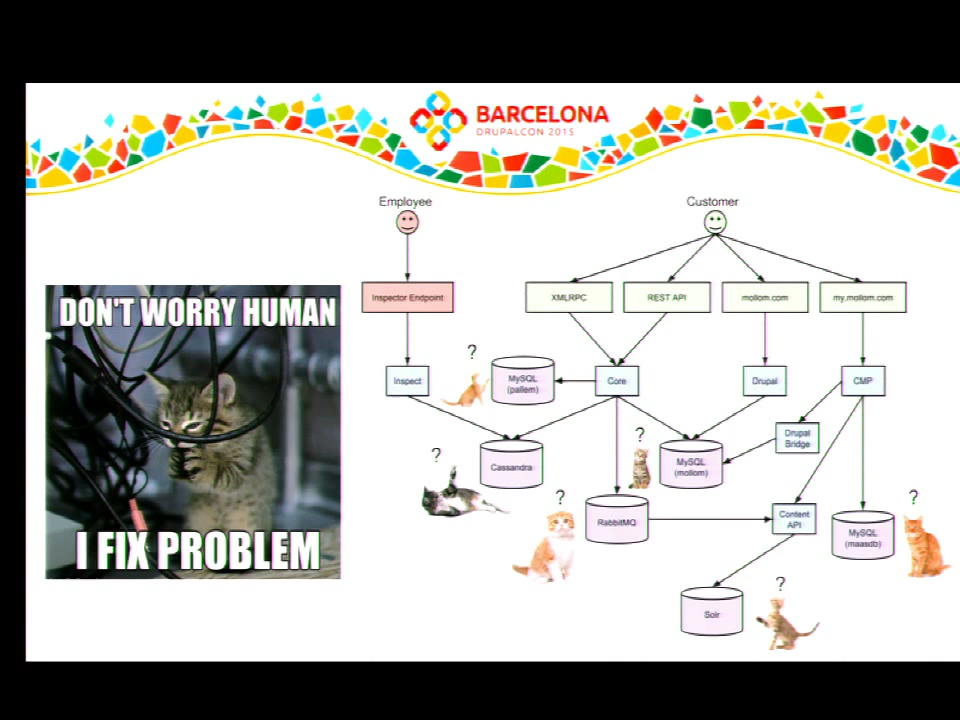 BARCELONA
DRUPALCON 2015
Employee
Customer
DON'T WORRY HUMAN
I FIX PROBLEM
Inspector Endpoint
XMLRPC
REST API
mollom.com
my.mollom.com
?
Inspect
MySQL
(pallem)
Core
Drupal
CMP
?
Drupal
Bridge
?
Cassandra
MySQL
(mollom)
?
RabbitMQ
Content
API
MySQL
(maasdb)
?
?
Solr